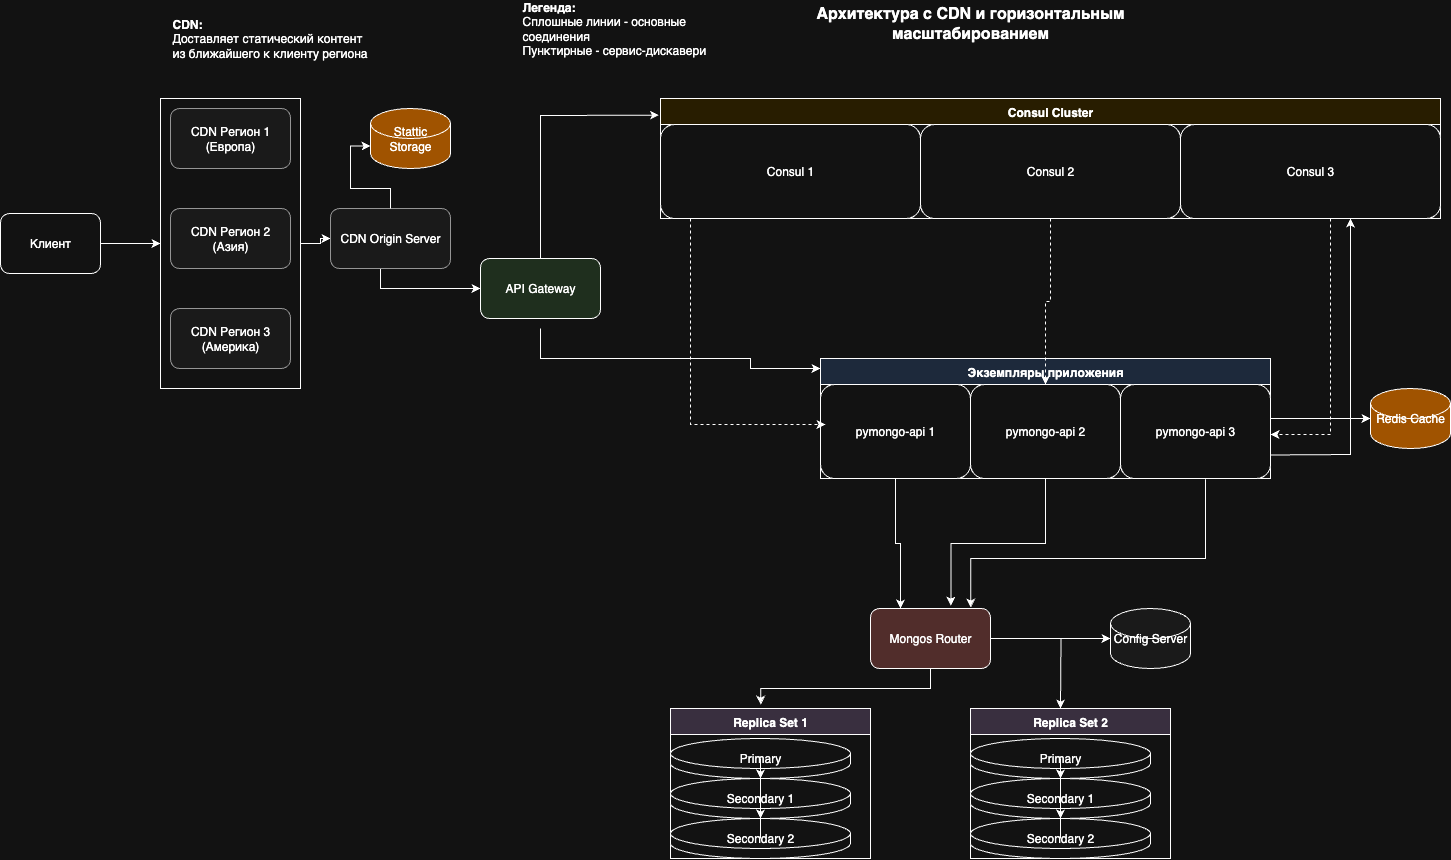 CDN:
Доставляет статический контент
из ближайшего к клиенту региона
Легенда:
Сплошные линии - основные
соединения
Пунктирные - сервис-дискавери
Архитектура с CDN и горизонтальным
масштабированием
CDN Регион 1
(Европа)
Stattic
Storage
Consul Cluster
Consul 1
Consul 2
Consul 3
Клиент
CDN Регион 2
(Азия)
CDN Origin Server
API Gateway
CDN Регион 3
(Америка)
Экземпляры приложения
pymongo-api 1
pymongo-api 2
pymongo-api 3
Redis Cache
Mongos Router
Config Server
Replica Set 1
Primary
Secondary 1
Secondary 2
Replica Set 2
Primary
Secondary 1
Secondary 2